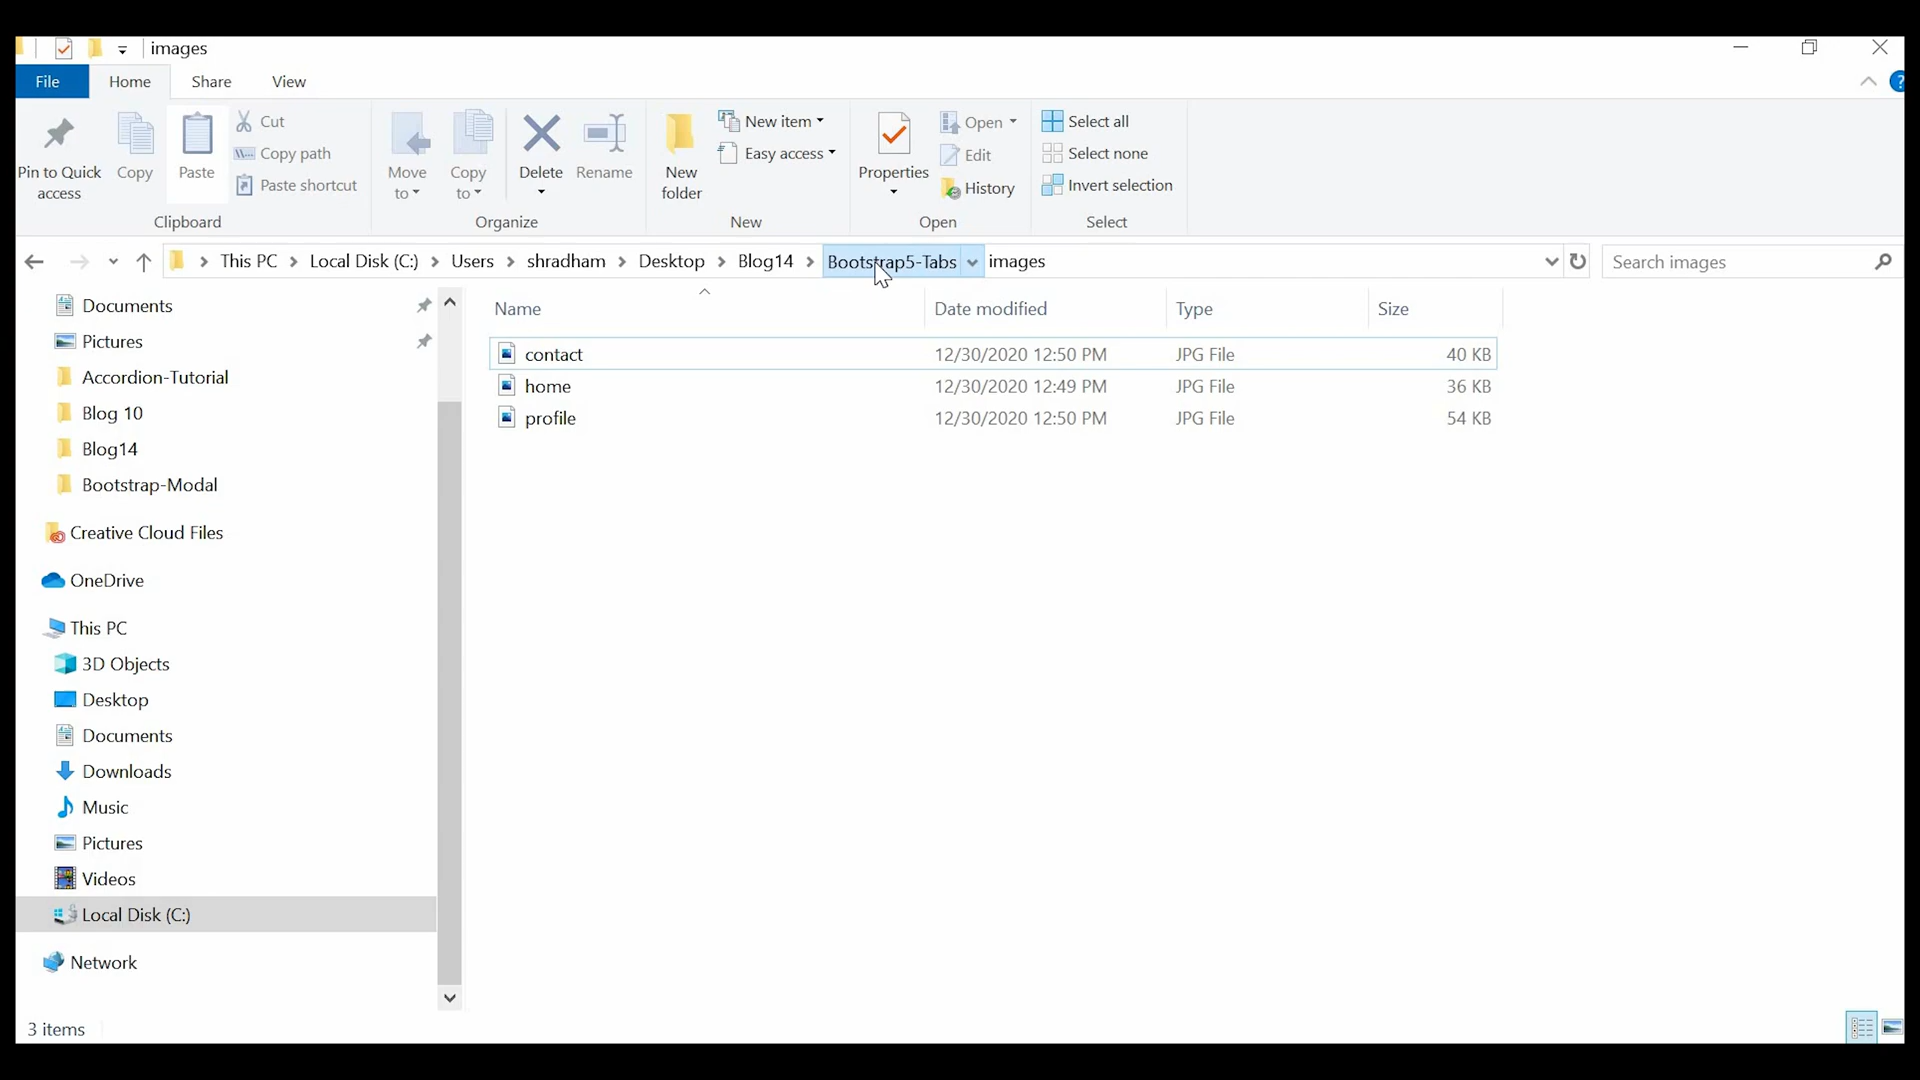 images
File Home Share View ?
Pin to Quick access
Copy
Paste
Cut
Copy path
Paste shortcut
Clipboard
Move to
Copy to
Delete
Rename
Organize
New folder
New item
Easy access
New
Properties
Open
Edit
History
Open
Select all
Select none
Invert selection
Select
This PC > Local Disk (C:) > Users > shradham > Desktop > Blog14 > Bootstrap5-Tabs images
Search images
Documents
Pictures
Accordion-Tutorial
Blog 10
Blog14
Bootstrap-Modal
Creative Cloud Files
OneDrive
This PC
3D Objects
Desktop
Documents
Downloads
Music
Pictures
Videos
Local Disk (C:)
Network
Name Date modified Type Size
contact 12/30/2020 12:50 PM JPG File 40 KB
home 12/30/2020 12:49 PM JPG File 36 KB
profile 12/30/2020 12:50 PM JPG File 54 KB
3 items